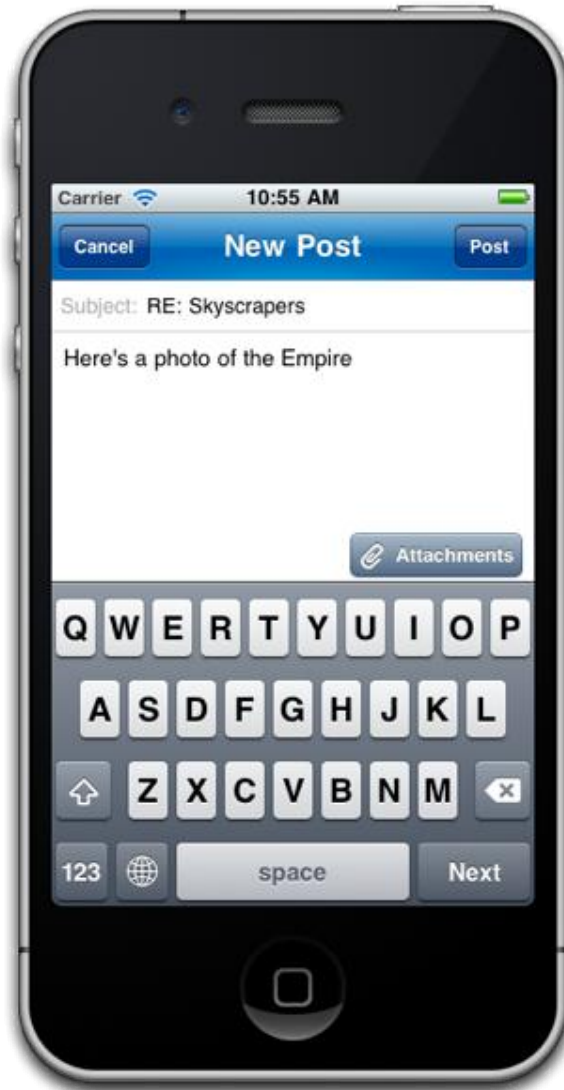 Carrier 10:55 AM
Cancel New Post Post
Subject: RE: Skyscrapers
Here's a photo of the Empire
Attachments
Q W E R T Y U I O P
A S D F G H J K L
Z X C V B N M
123 space Next